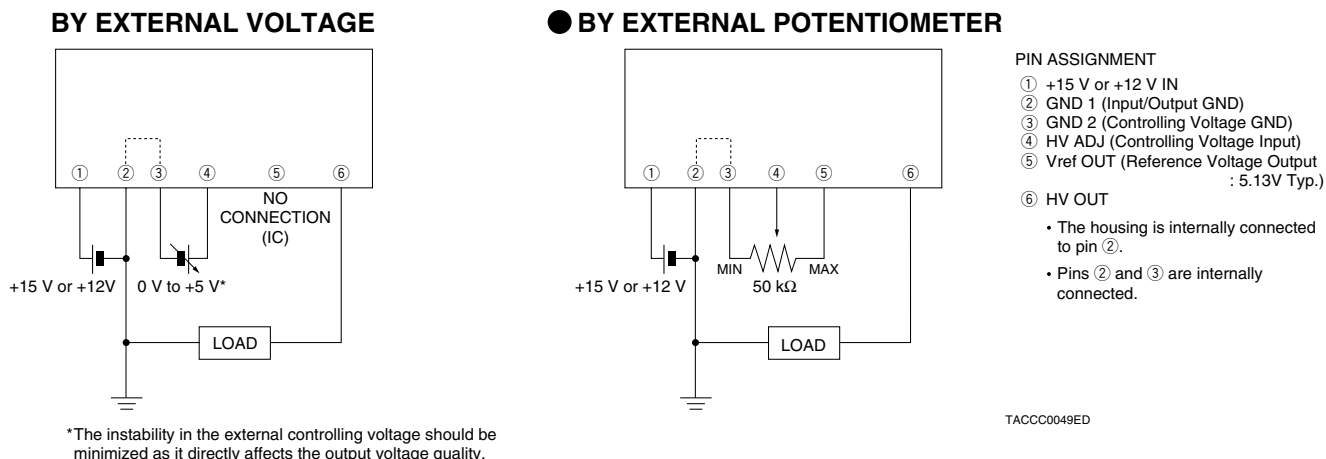 BY EXTERNAL VOLTAGE
① ② ③ ④ ⑤ ⑥
NO
CONNECTION
(IC)
+15 V or +12V
0 V to +5 V*
LOAD
*The instability in the external controlling voltage should be
minimized as it directly affects the output voltage quality.
● BY EXTERNAL POTENTIOMETER
① ② ③ ④ ⑤ ⑥
MIN
MAX
+15 V or +12 V
50 kΩ
LOAD
PIN ASSIGNMENT
① +15 V or +12 V IN
② GND 1 (Input/Output GND)
③ GND 2 (Controlling Voltage GND)
④ HV ADJ (Controlling Voltage Input)
⑤ Vref OUT (Reference Voltage Output
: 5.13V Typ.)
⑥ HV OUT
• The housing is internally connected
to pin ②.
• Pins ② and ③ are internally
connected.
TACCC0049ED